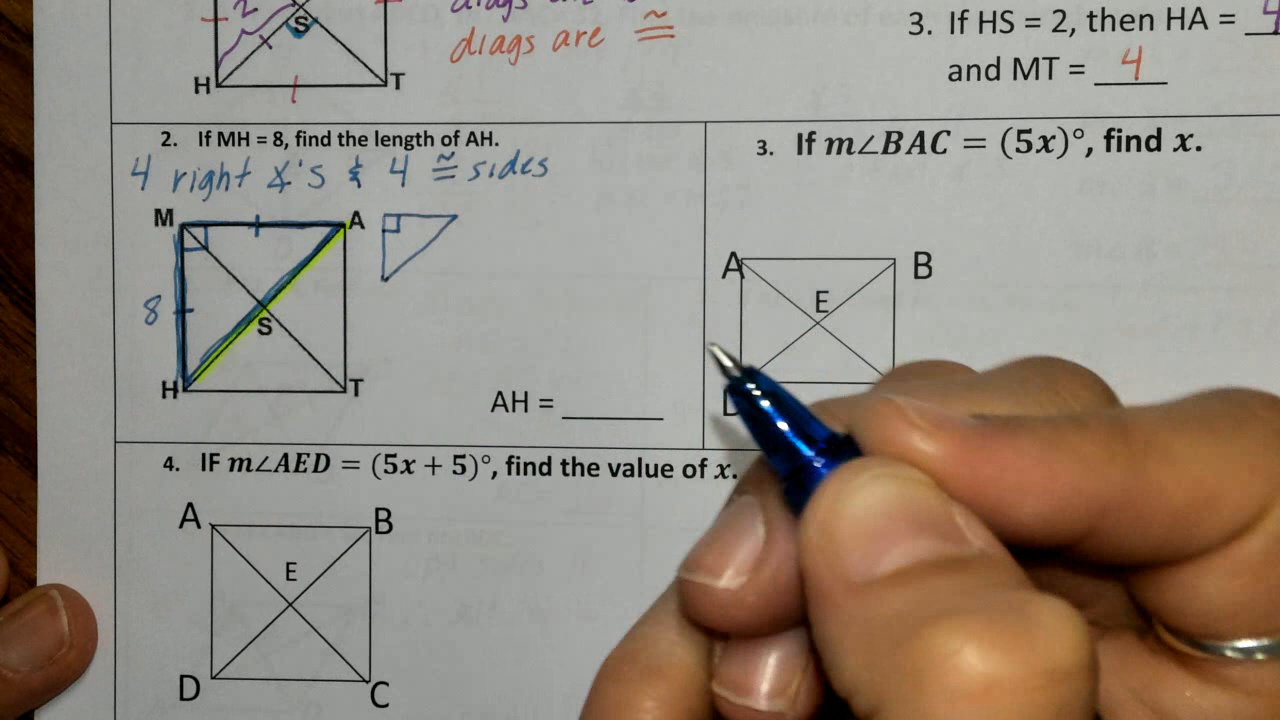 2
S
H
T
diags are ≅
3. If HS = 2, then HA = 4
and MT = 4
2. If MH = 8, find the length of AH.
4 right ∡'s & 4 ≅ sides
M
A
8
S
H
T
AH = ______
3. If m∠BAC = (5x)°, find x.
A
B
E
D
4. IF m∠AED = (5x + 5)°, find the value of x.
A
B
E
D
C